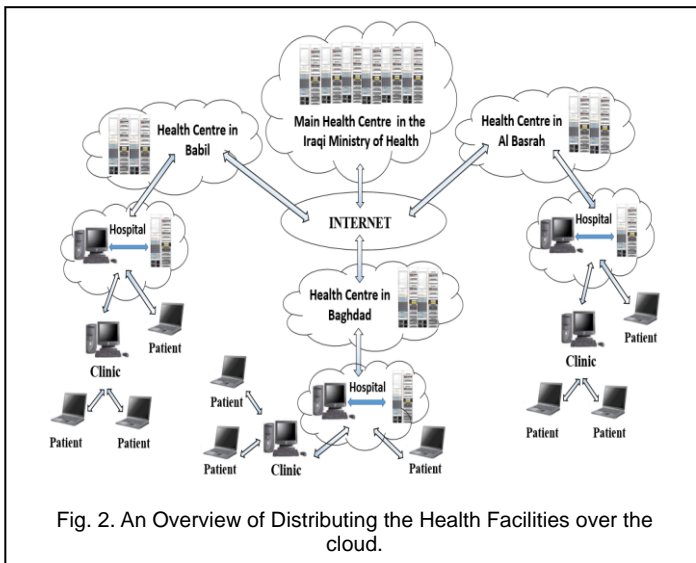 Main Health Centre in the
Iraqi Ministry of Health
Health Centre in
Babil
Health Centre in
Al Basrah
INTERNET
Hospital
Hospital
Health Centre in
Baghdad
Patient
Clinic
Patient
Patient
Patient
Hospital
Patient
Clinic
Patient
Patient
Clinic
Patient
Patient
Fig. 2. An Overview of Distributing the Health Facilities over the
cloud.